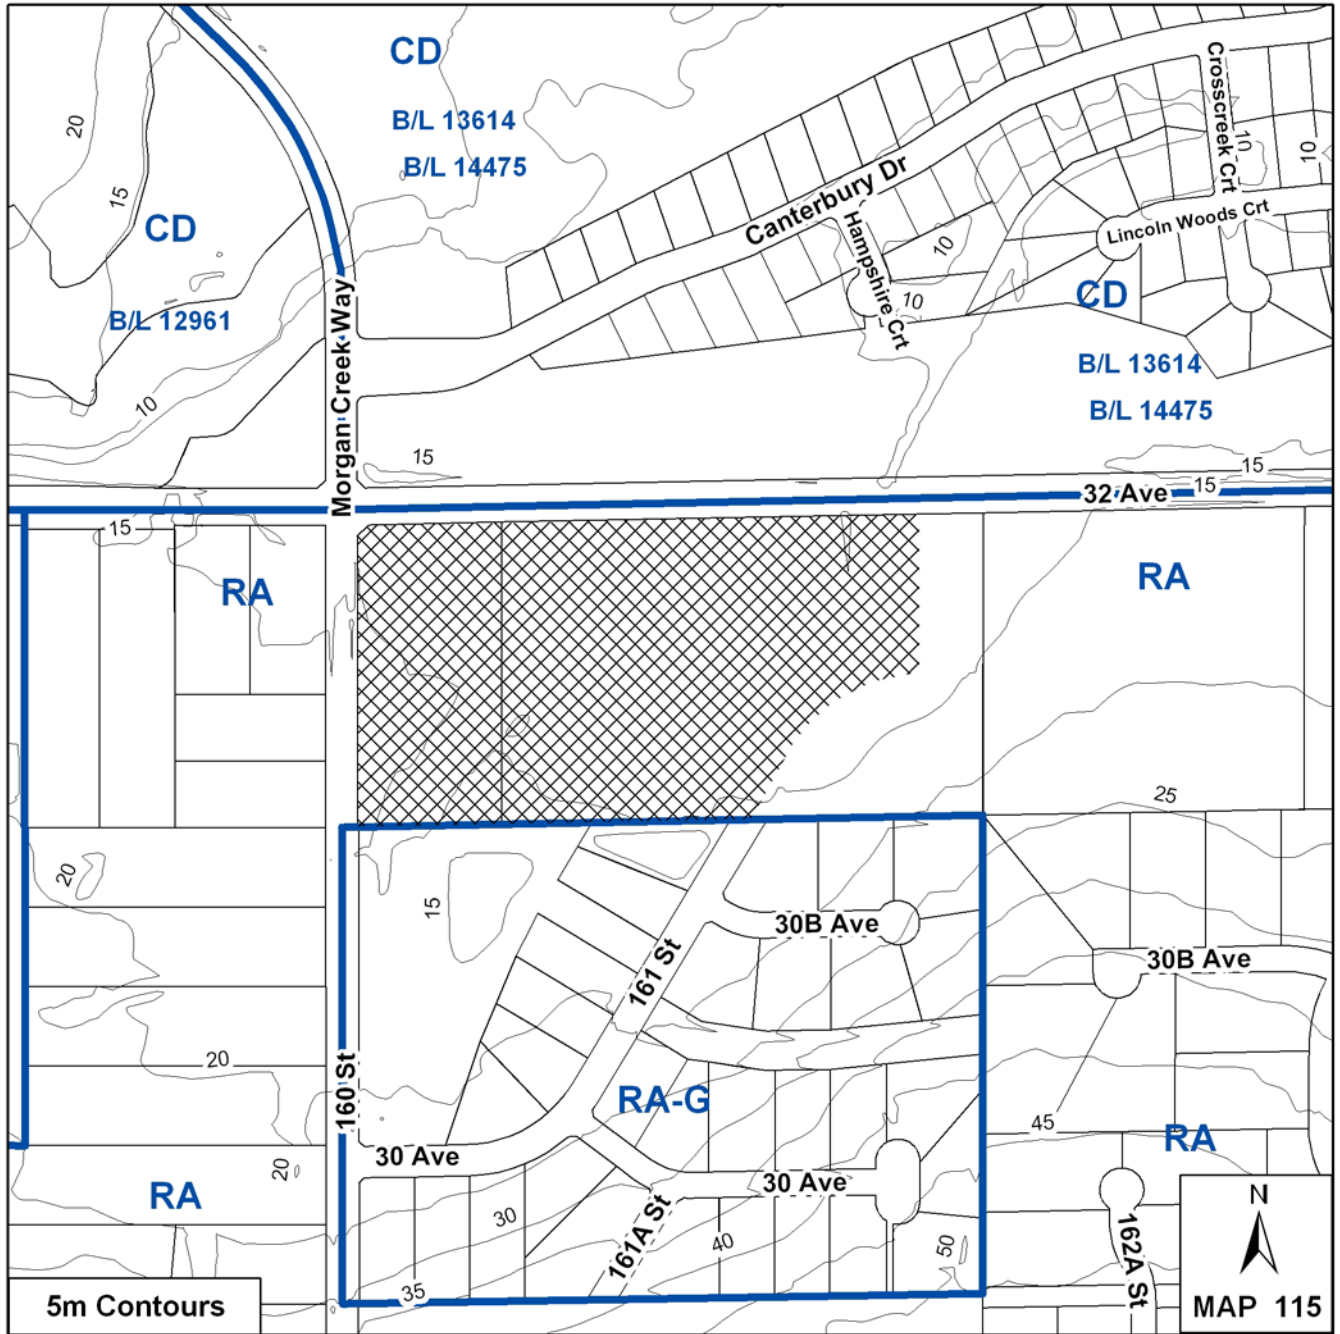 CD
B/L 13614
B/L 14475
20
15
CD
B/L 12961
10
Morgan Creek Way
Canterbury Dr
Hampshire Crt
Crosscreek Crt
Lincoln Woods Crt
10
10
10
10
CD
B/L 13614
B/L 14475
15
15
15
32 Ave
15
RA
RA
20
15
25
30B Ave
30B Ave
161 St
20
160 St
RA-G
45
RA
30 Ave
30 Ave
20
RA
30
161A St
40
50
162A St
35
5m Contours
N
MAP 115